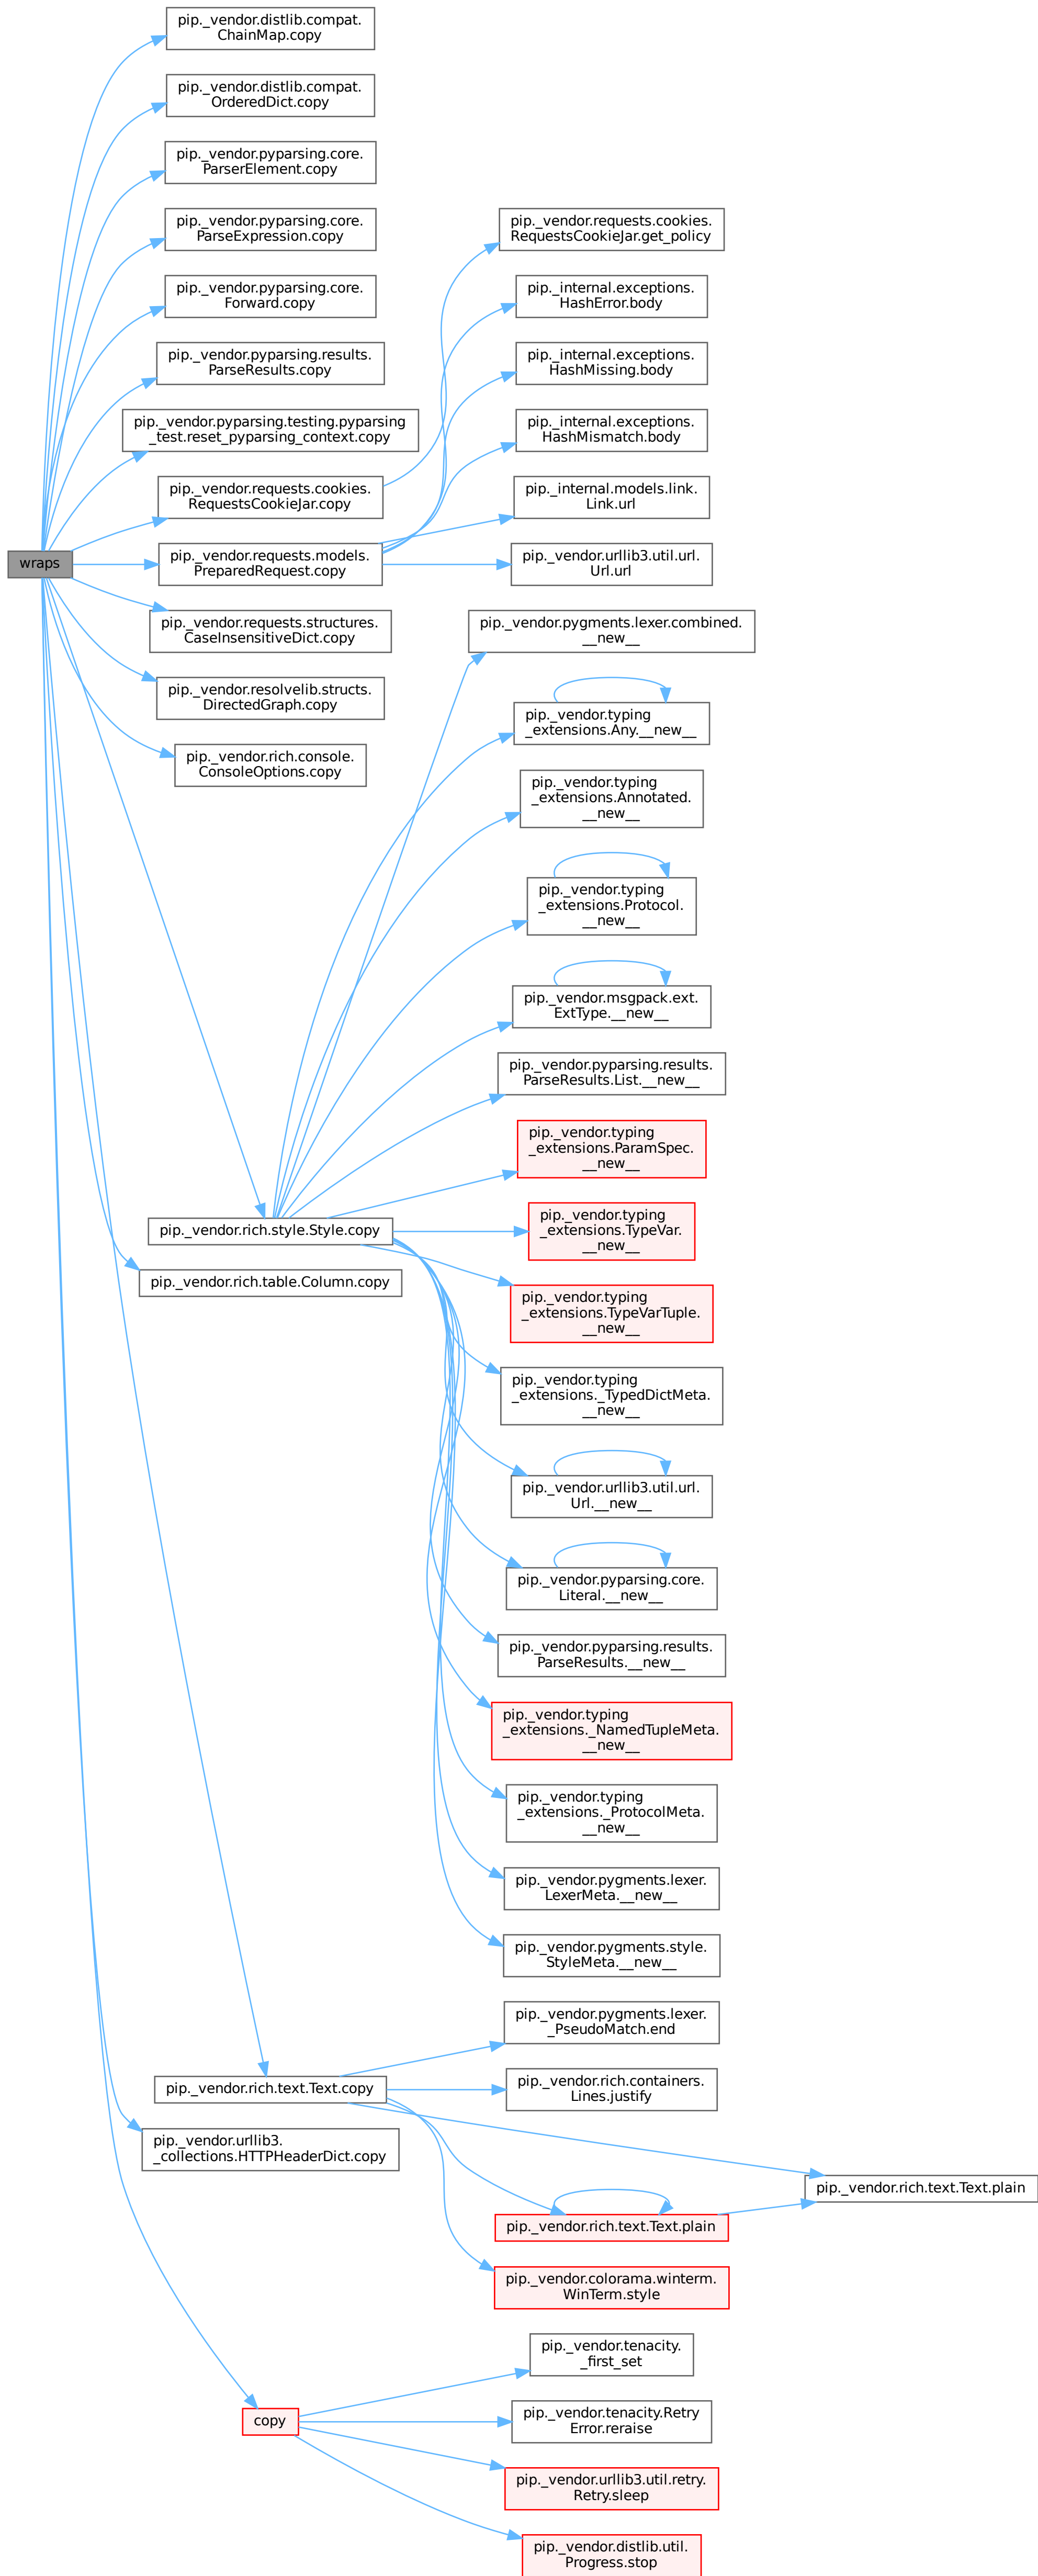 pip._vendor.distlib.compat.
ChainMap.copy
pip._vendor.distlib.compat.
OrderedDict.copy
pip._vendor.pyparsing.core.
ParserElement.copy
pip._vendor.pyparsing.core.
ParseExpression.copy
pip._vendor.pyparsing.core.
Forward.copy
pip._vendor.pyparsing.results.
ParseResults.copy
pip._vendor.pyparsing.testing.pyparsing
_test.reset_pyparsing_context.copy
pip._vendor.requests.cookies.
RequestsCookieJar.copy
wraps
pip._vendor.requests.models.
PreparedRequest.copy
pip._vendor.requests.structures.
CaseInsensitiveDict.copy
pip._vendor.resolvelib.structs.
DirectedGraph.copy
pip._vendor.rich.console.
ConsoleOptions.copy
pip._vendor.rich.style.Style.copy
pip._vendor.rich.table.Column.copy
pip._vendor.rich.text.Text.copy
pip._vendor.urllib3.
_collections.HTTPHeaderDict.copy
copy
pip._vendor.requests.cookies.
RequestsCookieJar.get_policy
pip._internal.exceptions.
HashError.body
pip._internal.exceptions.
HashMissing.body
pip._internal.exceptions.
HashMismatch.body
pip._internal.models.link.
Link.url
pip._vendor.urllib3.util.url.
Url.url
pip._vendor.pygments.lexer.combined.
__new__
pip._vendor.typing
_extensions.Any.__new__
pip._vendor.typing
_extensions.Annotated.
__new__
pip._vendor.typing
_extensions.Protocol.
__new__
pip._vendor.msgpack.ext.
ExtType.__new__
pip._vendor.pyparsing.results.
ParseResults.List.__new__
pip._vendor.typing
_extensions.ParamSpec.
__new__
pip._vendor.typing
_extensions.TypeVar.
__new__
pip._vendor.typing
_extensions.TypeVarTuple.
__new__
pip._vendor.typing
_extensions._TypedDictMeta.
__new__
pip._vendor.urllib3.util.url.
Url.__new__
pip._vendor.pyparsing.core.
Literal.__new__
pip._vendor.pyparsing.results.
ParseResults.__new__
pip._vendor.typing
_extensions._NamedTupleMeta.
__new__
pip._vendor.typing
_extensions._ProtocolMeta.
__new__
pip._vendor.pygments.lexer.
LexerMeta.__new__
pip._vendor.pygments.style.
StyleMeta.__new__
pip._vendor.pygments.lexer.
_PseudoMatch.end
pip._vendor.rich.containers.
Lines.justify
pip._vendor.rich.text.Text.plain
pip._vendor.rich.text.Text.plain
pip._vendor.colorama.winterm.
WinTerm.style
pip._vendor.tenacity.
_first_set
pip._vendor.tenacity.Retry
Error.reraise
pip._vendor.urllib3.util.retry.
Retry.sleep
pip._vendor.distlib.util.
Progress.stop